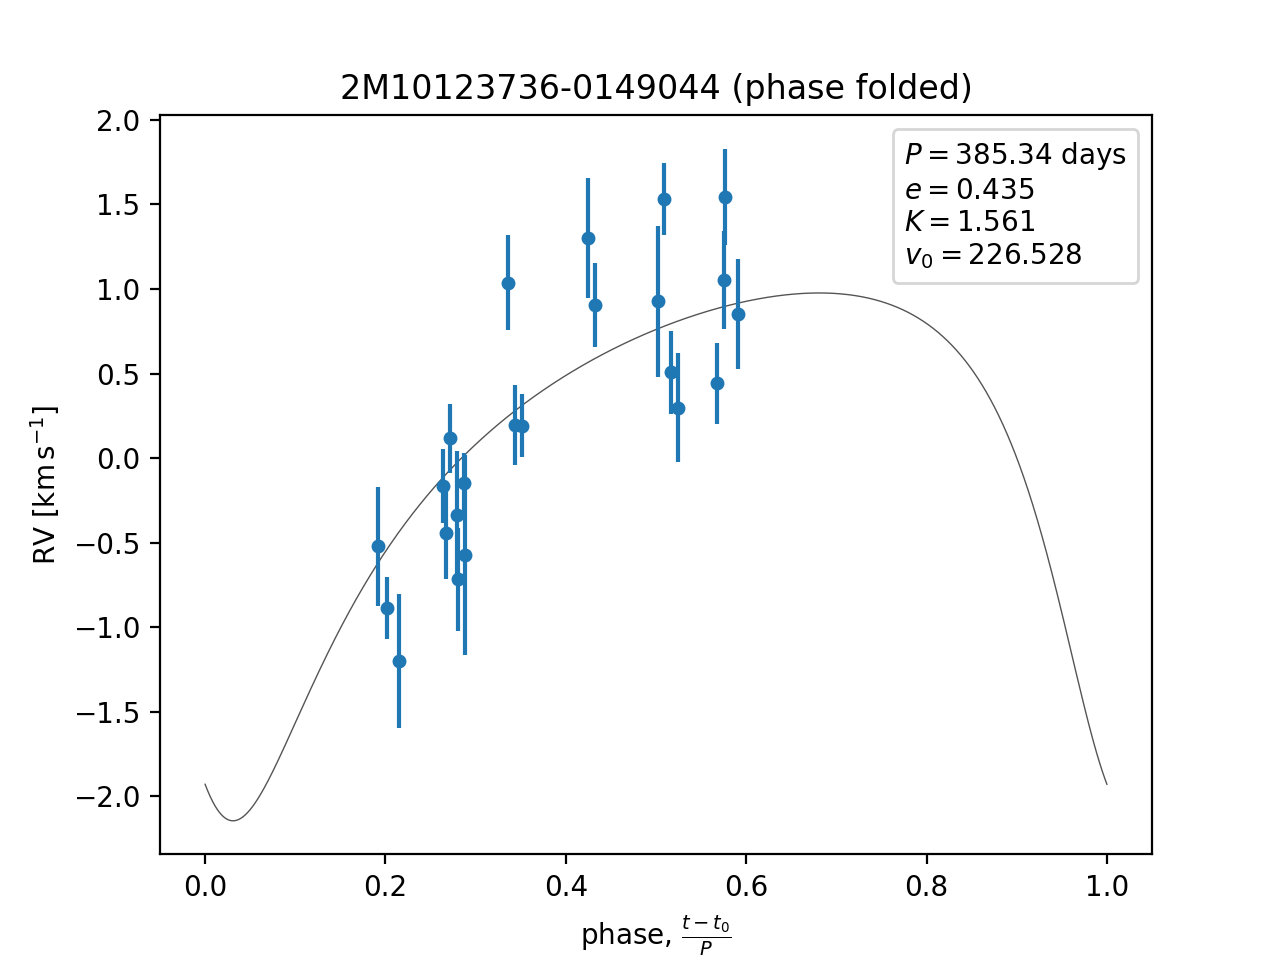 2M10123736-0149044 (phase folded)
P = 385.34 days
e = 0.435
K = 1.561
v₀ = 226.528
RV [km s⁻¹]
2.0
1.5
1.0
0.5
0.0
−0.5
−1.0
−1.5
−2.0
0.0 0.2 0.4 0.6 0.8 1.0
phase, (t − t₀)/P